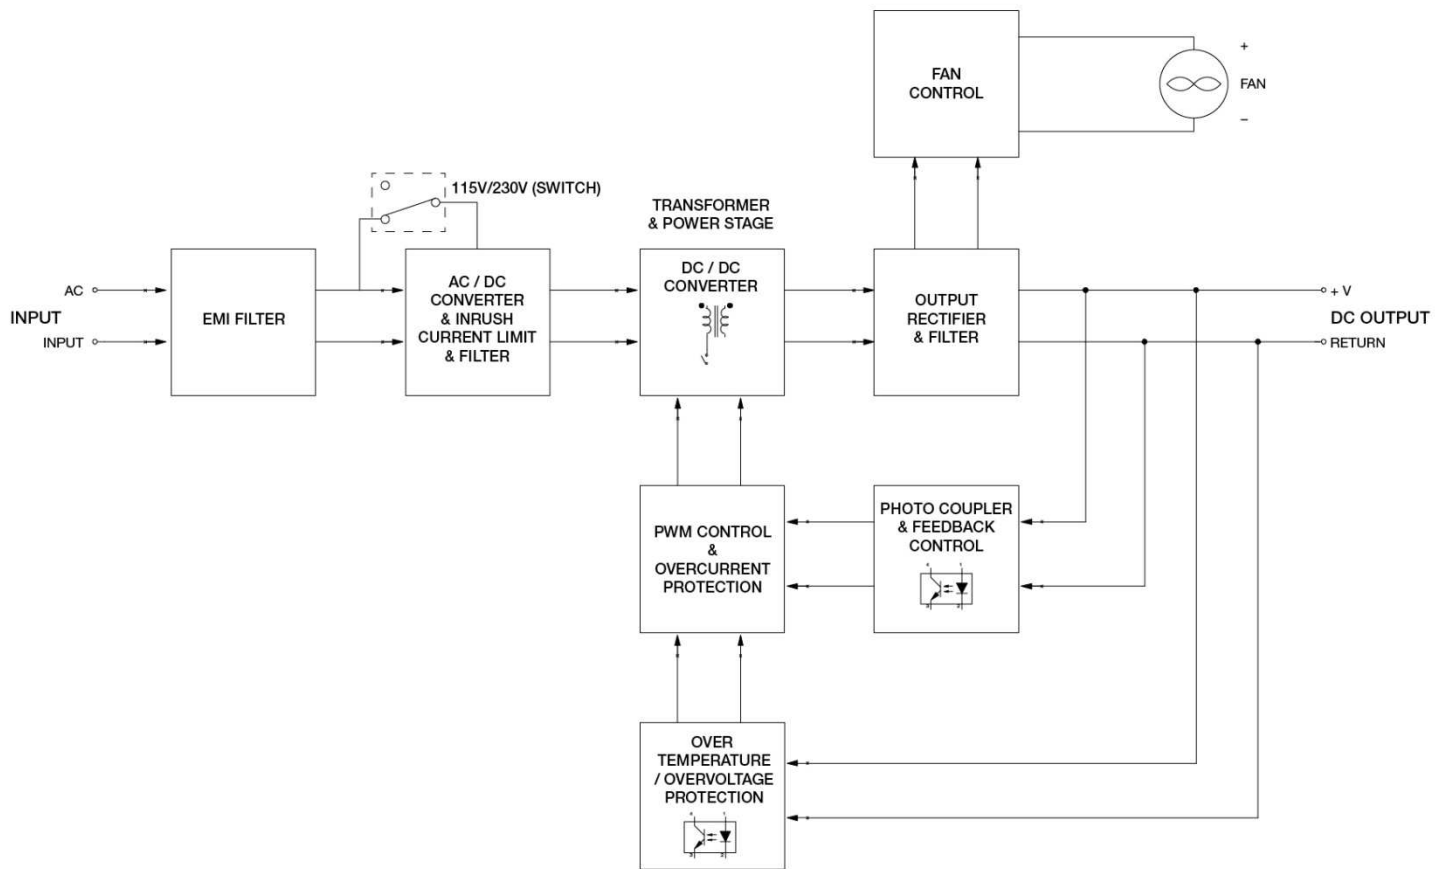 FAN
CONTROL
+
FAN
–
115V/230V (SWITCH)
TRANSFORMER
& POWER STAGE
INPUT
AC
INPUT
EMI FILTER
AC / DC
CONVERTER
& INRUSH
CURRENT LIMIT
& FILTER
DC / DC
CONVERTER
OUTPUT
RECTIFIER
& FILTER
+ V
DC OUTPUT
RETURN
PWM CONTROL
&
OVERCURRENT
PROTECTION
PHOTO COUPLER
& FEEDBACK
CONTROL
OVER
TEMPERATURE
/ OVERVOLTAGE
PROTECTION